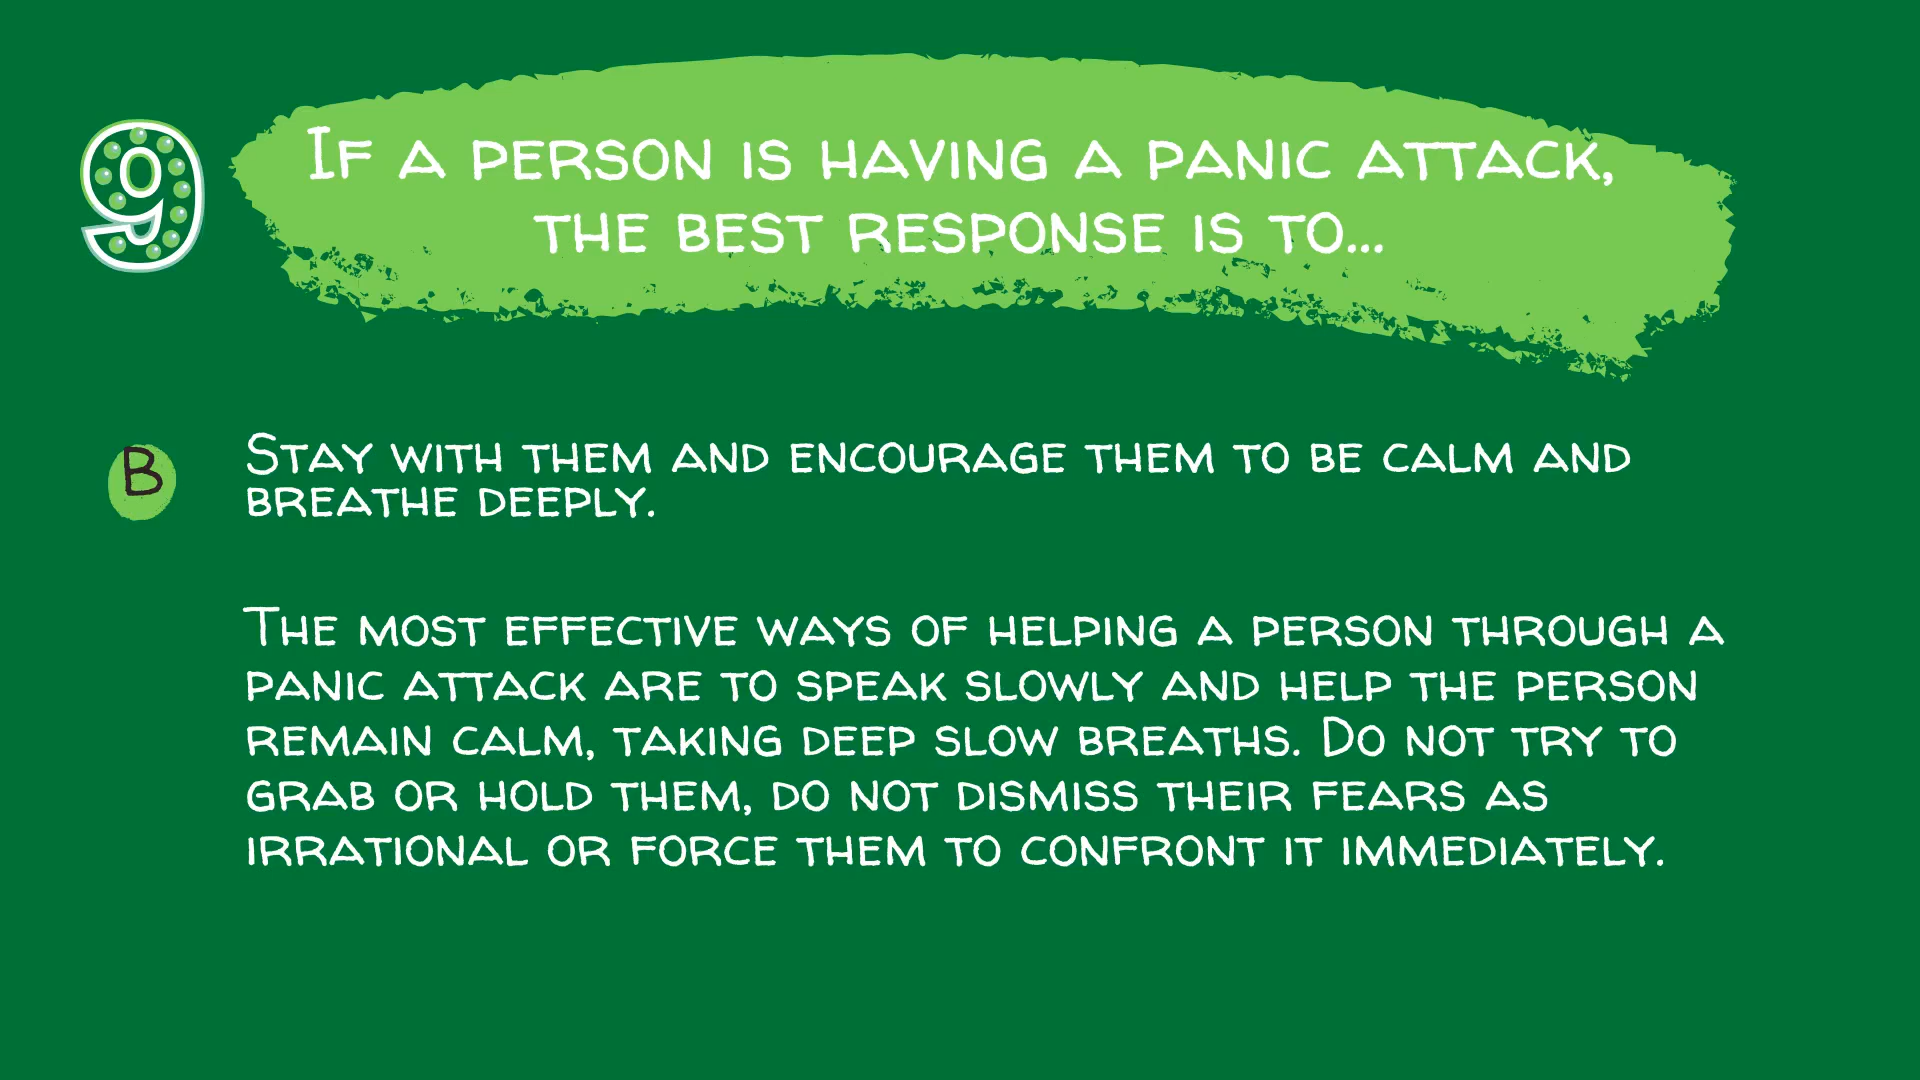 9
If a person is having a panic attack,
the best response is to...
B
Stay with them and encourage them to be calm and
breathe deeply.
The most effective ways of helping a person through a
panic attack are to speak slowly and help the person
remain calm, taking deep slow breaths. Do not try to
grab or hold them, do not dismiss their fears as
irrational or force them to confront it immediately.